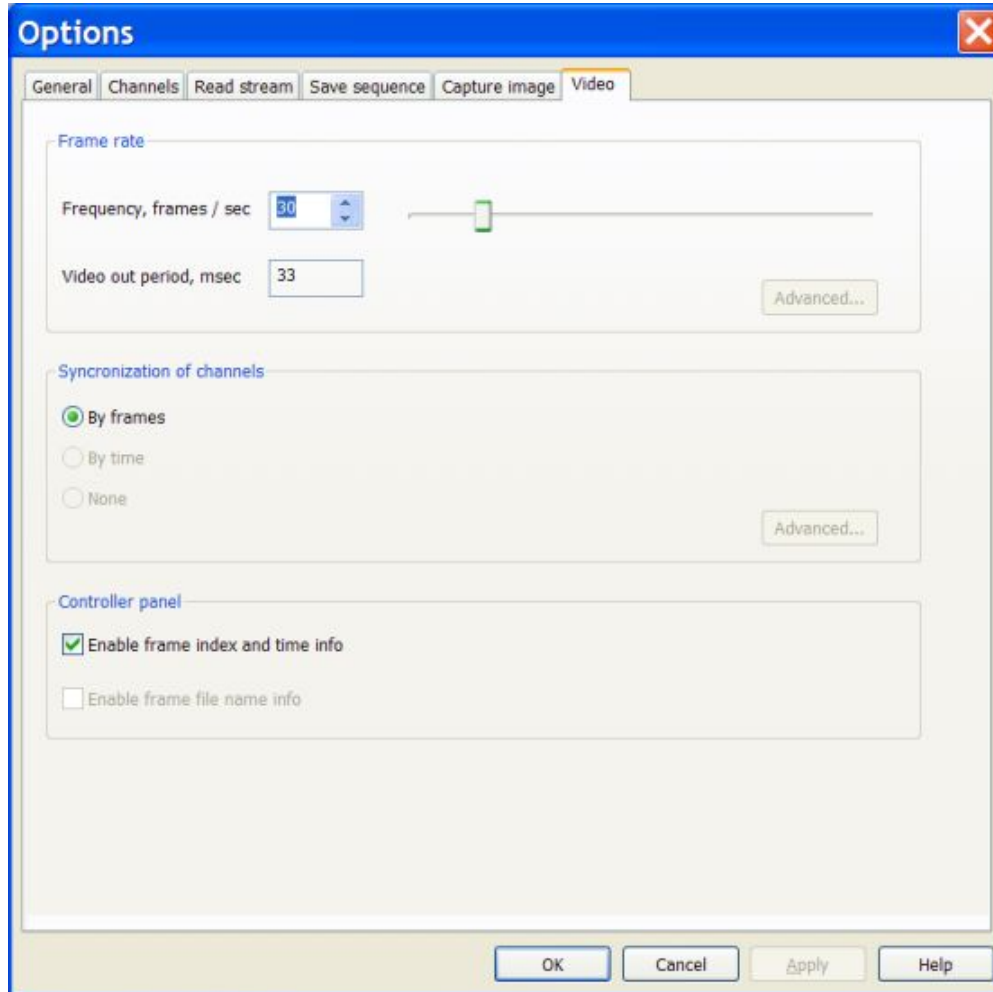 Options
General Channels Read stream Save sequence Capture image Video
Frame rate
Frequency, frames / sec 30
Video out period, msec 33
Advanced...
Syncronization of channels
By frames
By time
None
Advanced...
Controller panel
Enable frame index and time info
Enable frame file name info
OK Cancel Apply Help